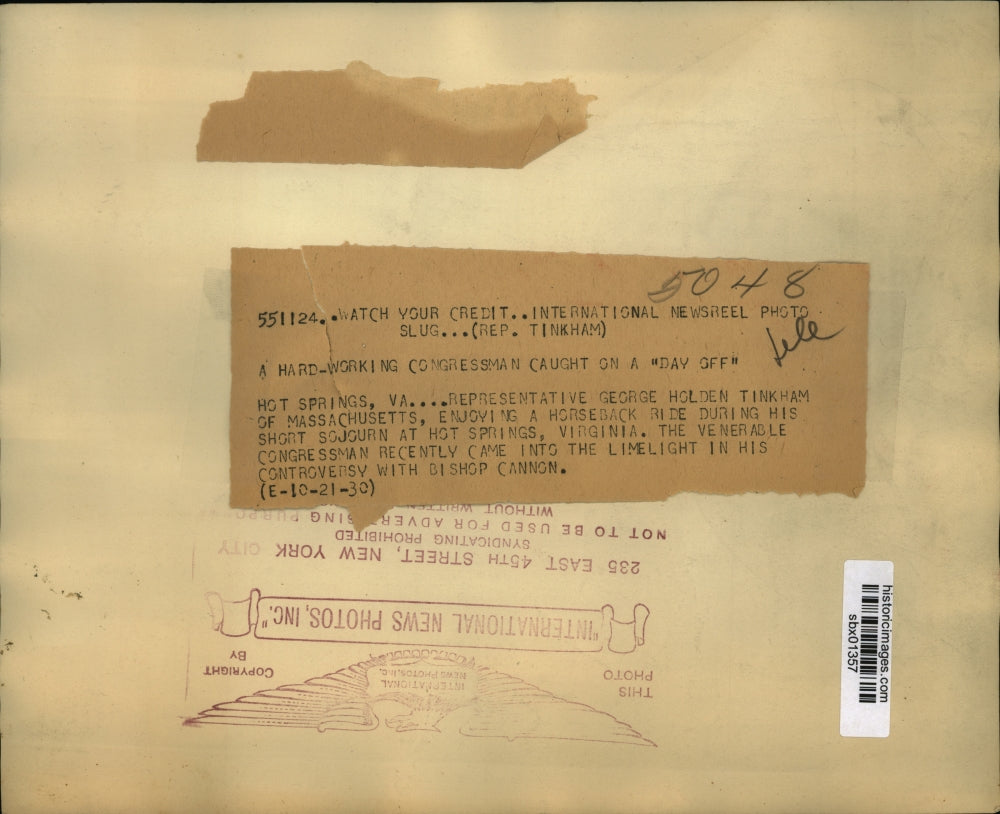 5048
551124..WATCH YOUR CREDIT..INTERNATIONAL NEWSREEL PHOTO
SLUG...(REP. TINKHAM)
A HARD-WORKING CONGRESSMAN CAUGHT ON A "DAY OFF"
HOT SPRINGS, VA....REPRESENTATIVE GEORGE HOLDEN TINKHAM
OF MASSACHUSETTS, ENJOYING A HORSEBACK RIDE DURING HIS
SHORT SOJOURN AT HOT SPRINGS, VIRGINIA. THE VENERABLE
CONGRESSMAN RECENTLY CAME INTO THE LIMELIGHT IN HIS
CONTROVERSY WITH BISHOP CANNON.
(E-10-21-30)
THIS
PHOTO
INTERNATIONAL
NEWS PHOTOS, INC.
COPYRIGHT
BY
"INTERNATIONAL NEWS PHOTOS, INC."
235 EAST 45TH STREET, NEW YORK CITY
SYNDICATING PROHIBITED
NOT TO BE USED FOR ADVERTISING
WITHOUT WRITTEN
historicimages.com
sbx01357